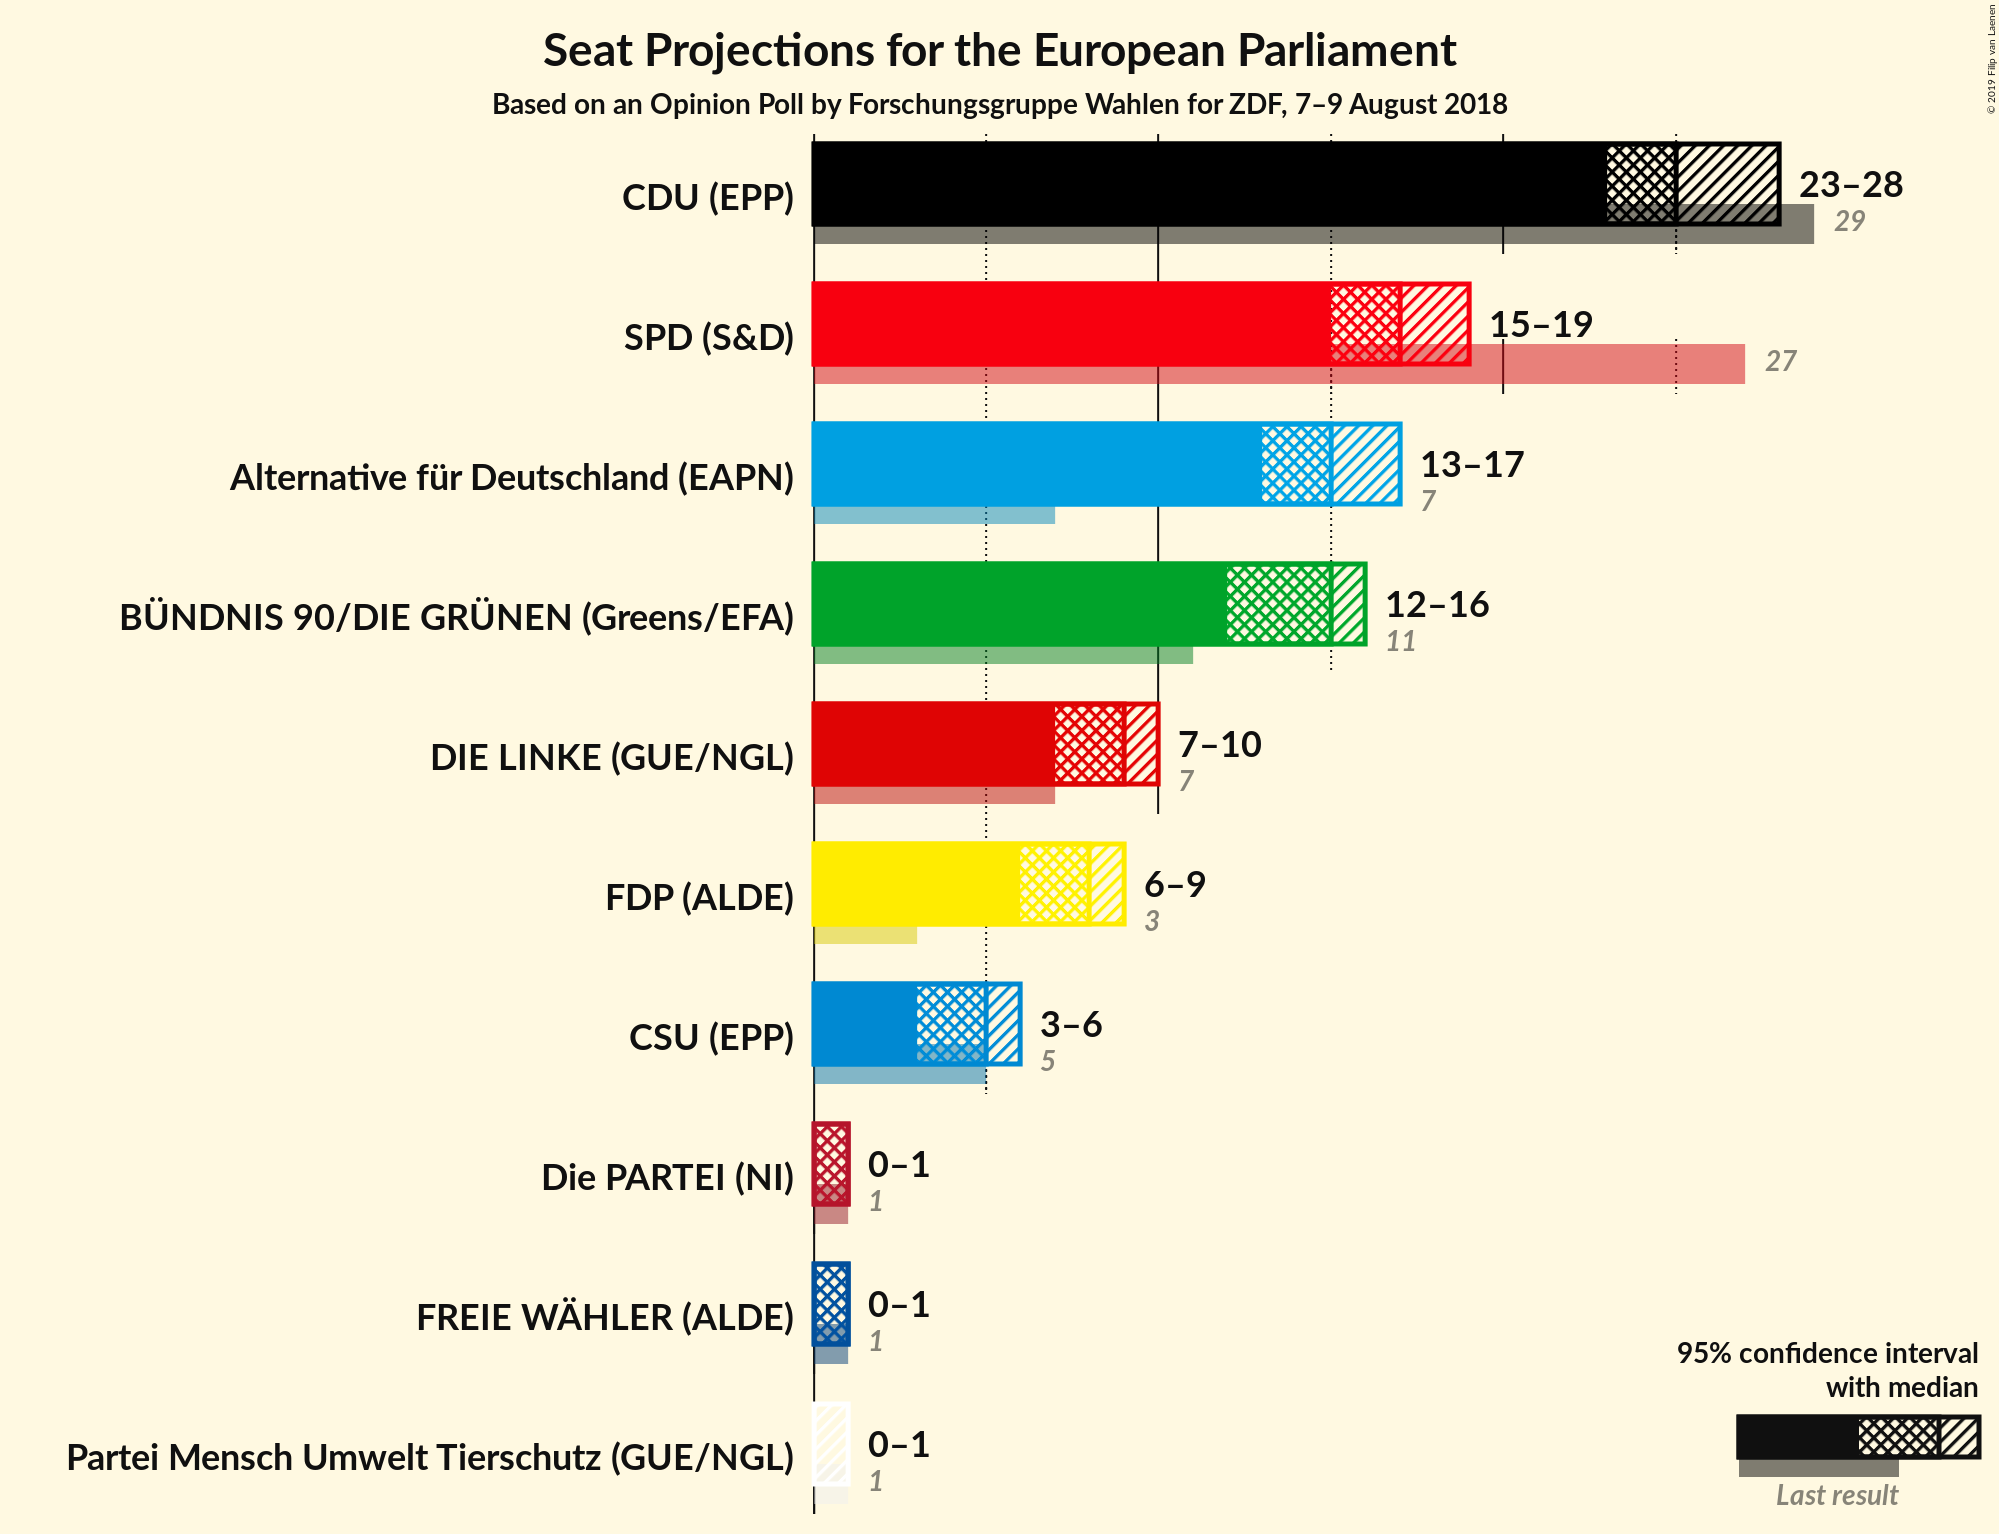 Seat Projections for the European Parliament
Based on an Opinion Poll by Forschungsgruppe Wahlen for ZDF, 7–9 August 2018
© 2019 Filip van Laenen
CDU (EPP)
23–28
29
SPD (S&D)
15–19
27
Alternative für Deutschland (EAPN)
13–17
7
BÜNDNIS 90/DIE GRÜNEN (Greens/EFA)
12–16
11
DIE LINKE (GUE/NGL)
7–10
7
FDP (ALDE)
6–9
3
CSU (EPP)
3–6
5
Die PARTEI (NI)
0–1
1
FREIE WÄHLER (ALDE)
0–1
1
Partei Mensch Umwelt Tierschutz (GUE/NGL)
0–1
1
95% confidence interval
with median
Last result